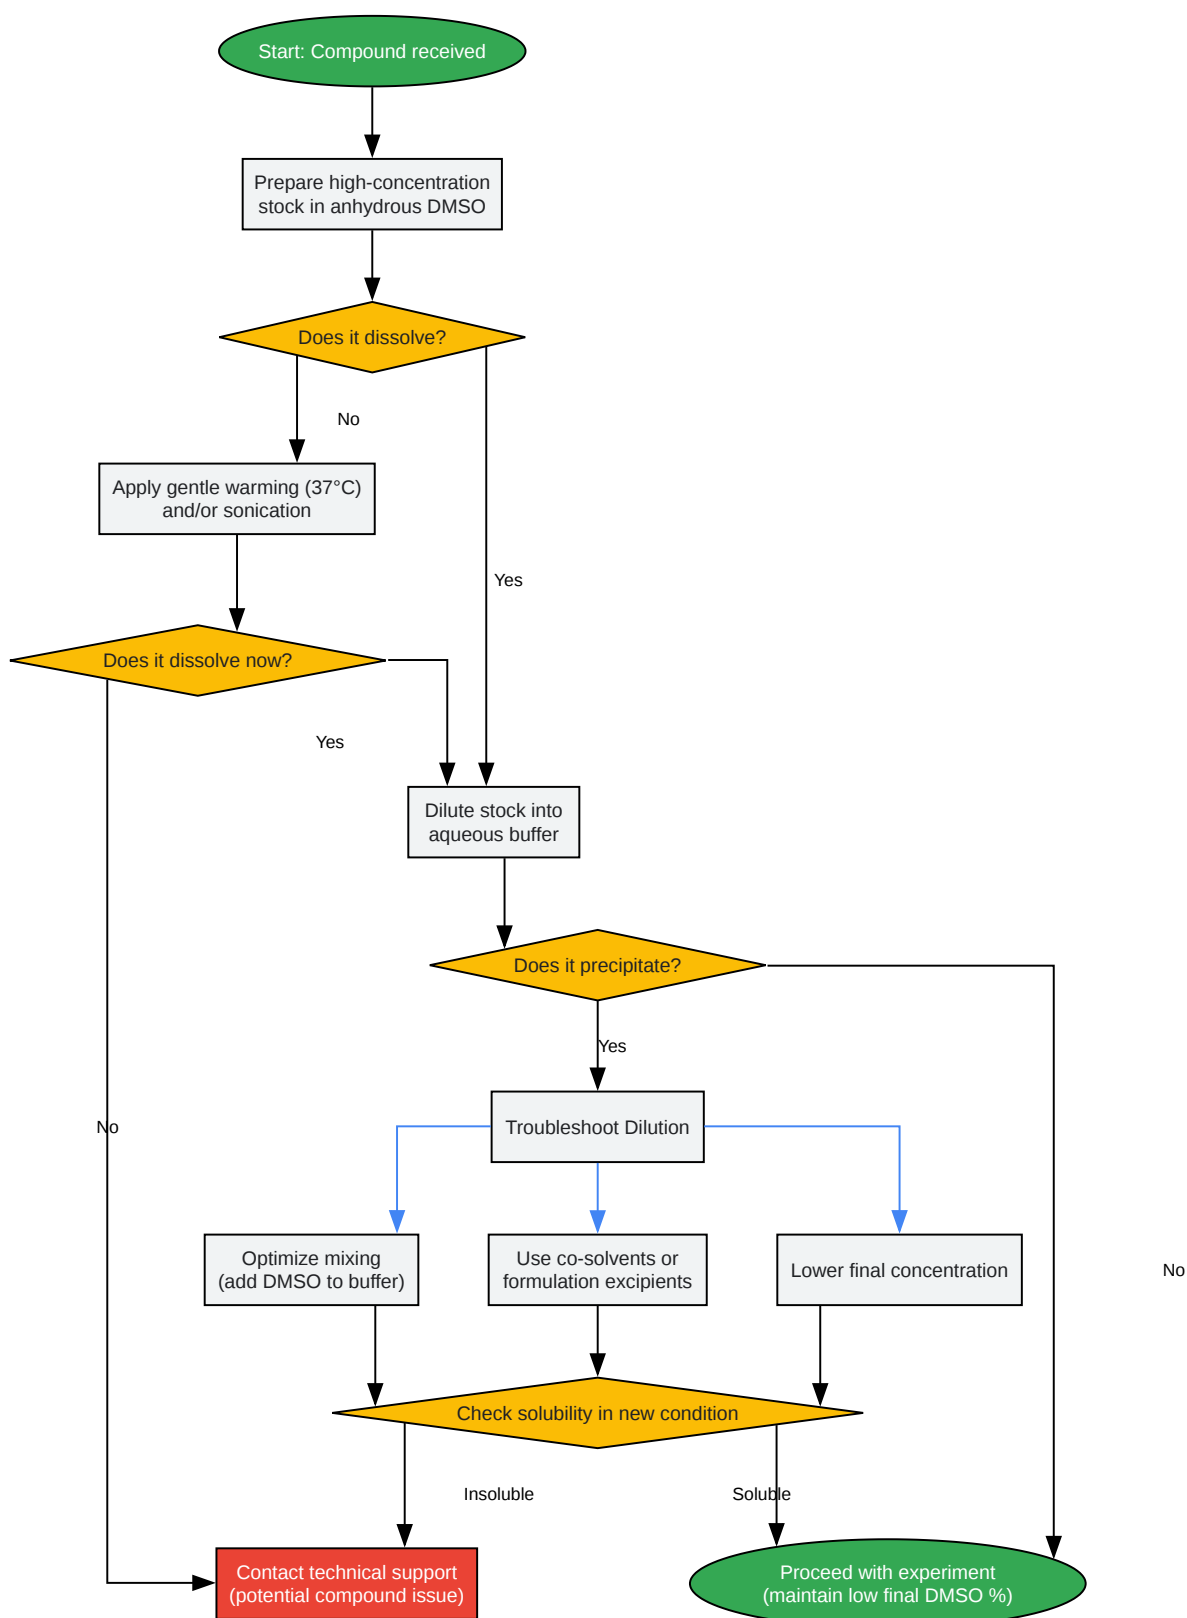 Start: Compound received
Prepare high-concentration
stock in anhydrous DMSO
Does it dissolve?
No
Apply gentle warming (37°C)
and/or sonication
Yes
Does it dissolve now?
Yes
Dilute stock into
aqueous buffer
Does it precipitate?
Yes
No
Troubleshoot Dilution
Optimize mixing
(add DMSO to buffer)
Use co-solvents or
formulation excipients
Lower final concentration
No
Check solubility in new condition
Insoluble
Soluble
Contact technical support
(potential compound issue)
Proceed with experiment
(maintain low final DMSO %)